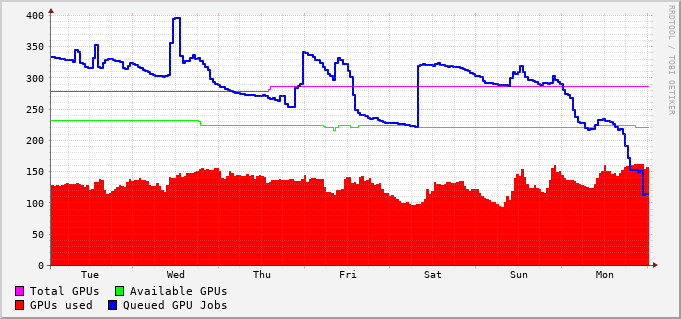 400
350
300
250
200
150
100
50
0
Tue Wed Thu Fri Sat Sun Mon
Total GPUs Available GPUs
GPUs used Queued GPU Jobs
RRDTOOL / TOBI OETIKER